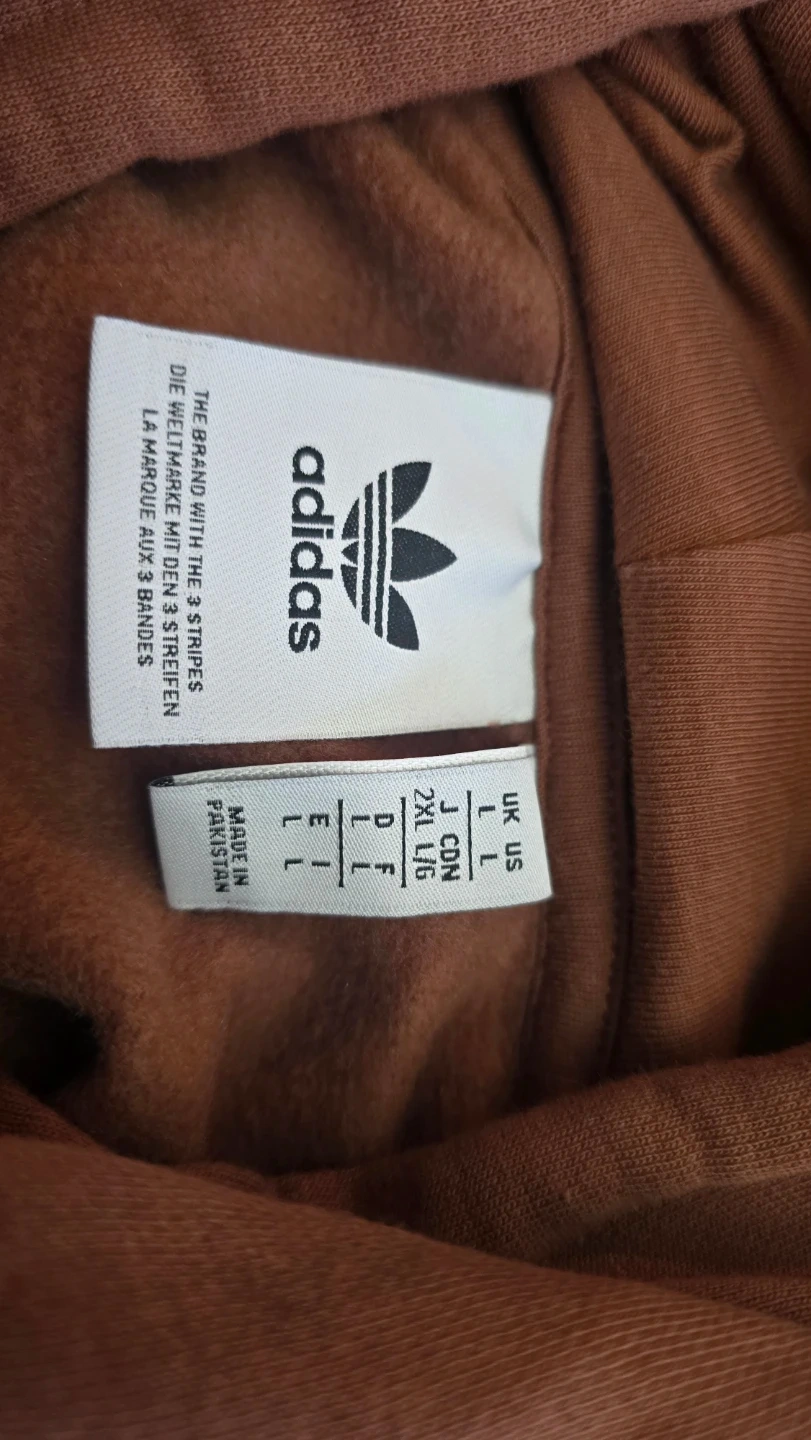 adidas
THE BRAND WITH THE 3 STRIPES
DIE WELTMARKE MIT DEN 3 STREIFEN
LA MARQUE AUX 3 BANDES
UK US
L L
J CDN
2XL L/G
D F
L L
E I
L L
MADE IN
PAKISTAN